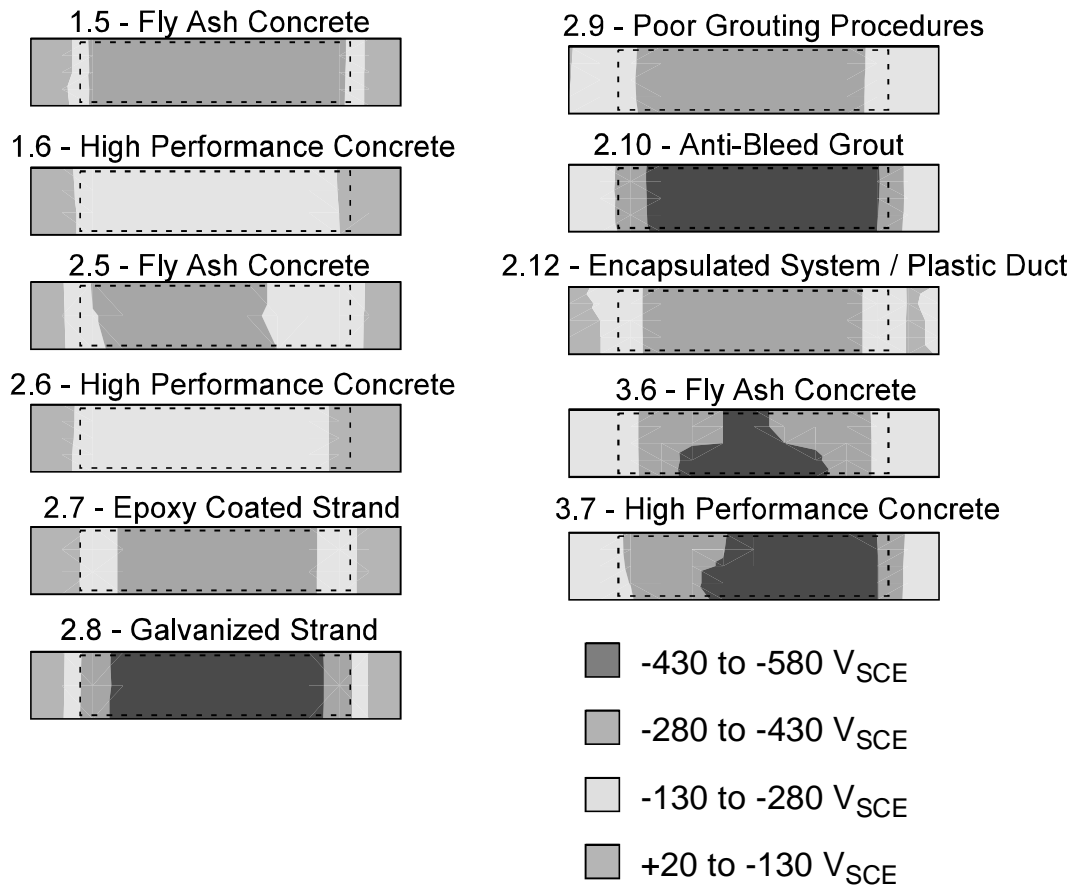 1.5 - Fly Ash Concrete
1.6 - High Performance Concrete
2.5 - Fly Ash Concrete
2.6 - High Performance Concrete
2.7 - Epoxy Coated Strand
2.8 - Galvanized Strand
2.9 - Poor Grouting Procedures
2.10 - Anti-Bleed Grout
2.12 - Encapsulated System / Plastic Duct
3.6 - Fly Ash Concrete
3.7 - High Performance Concrete
-430 to -580 VSCE
-280 to -430 VSCE
-130 to -280 VSCE
+20 to -130 VSCE